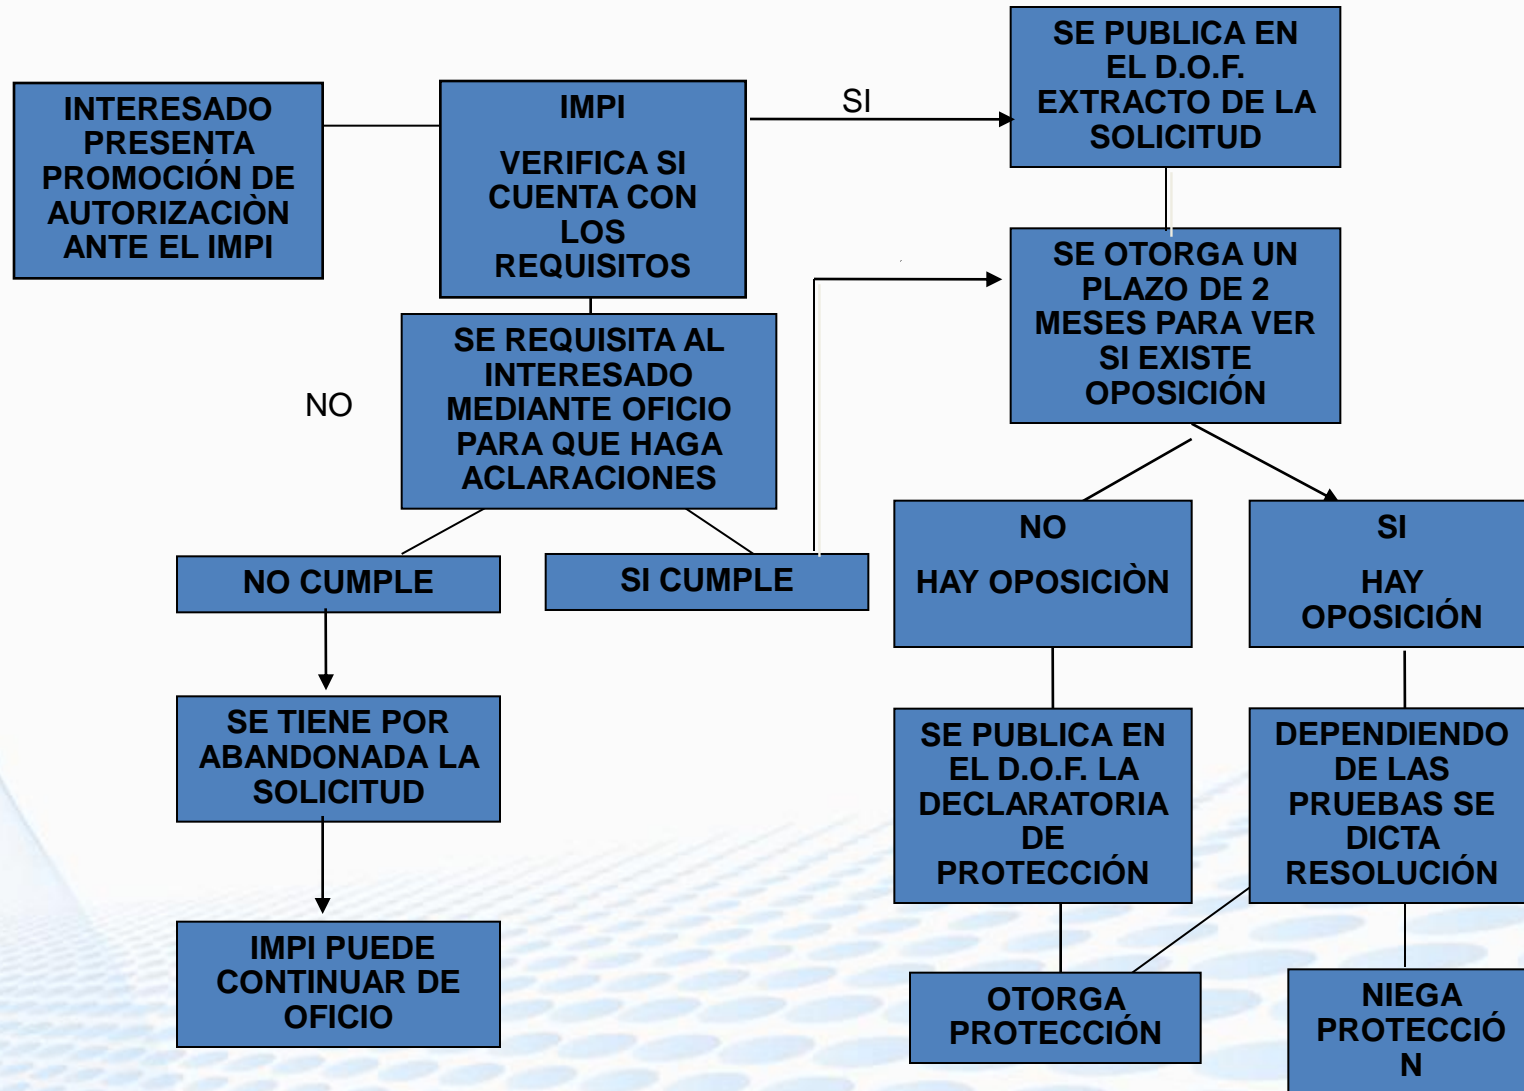 INTERESADO
PRESENTA
PROMOCIÓN DE
AUTORIZACIÒN
ANTE EL IMPI
IMPI
VERIFICA SI
CUENTA CON
LOS
REQUISITOS
SI
SE PUBLICA EN
EL D.O.F.
EXTRACTO DE LA
SOLICITUD
SE OTORGA UN
PLAZO DE 2
MESES PARA VER
SI EXISTE
OPOSICIÓN
NO
SE REQUISITA AL
INTERESADO
MEDIANTE OFICIO
PARA QUE HAGA
ACLARACIONES
NO CUMPLE
SI CUMPLE
NO
HAY OPOSICIÒN
SI
HAY
OPOSICIÓN
SE TIENE POR
ABANDONADA LA
SOLICITUD
SE PUBLICA EN
EL D.O.F. LA
DECLARATORIA
DE
PROTECCIÓN
DEPENDIENDO
DE LAS
PRUEBAS SE
DICTA
RESOLUCIÓN
IMPI PUEDE
CONTINUAR DE
OFICIO
OTORGA
PROTECCIÓN
NIEGA
PROTECCIÓ
N